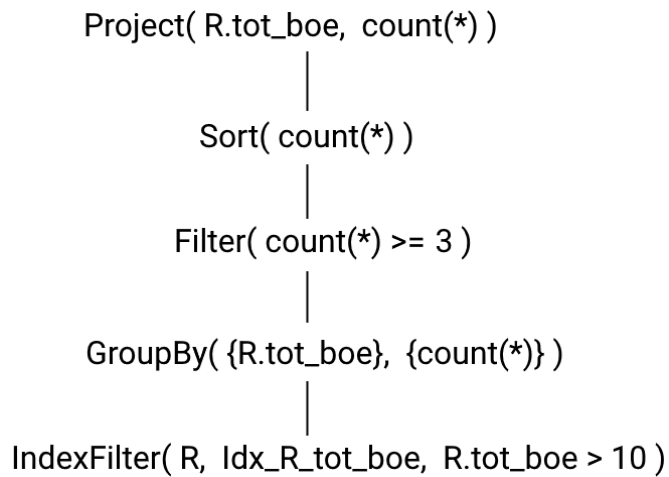 Project( R.tot_boe, count(*) )
Sort( count(*) )
Filter( count(*) >= 3 )
GroupBy( {R.tot_boe}, {count(*)} )
IndexFilter( R, Idx_R_tot_boe, R.tot_boe > 10 )